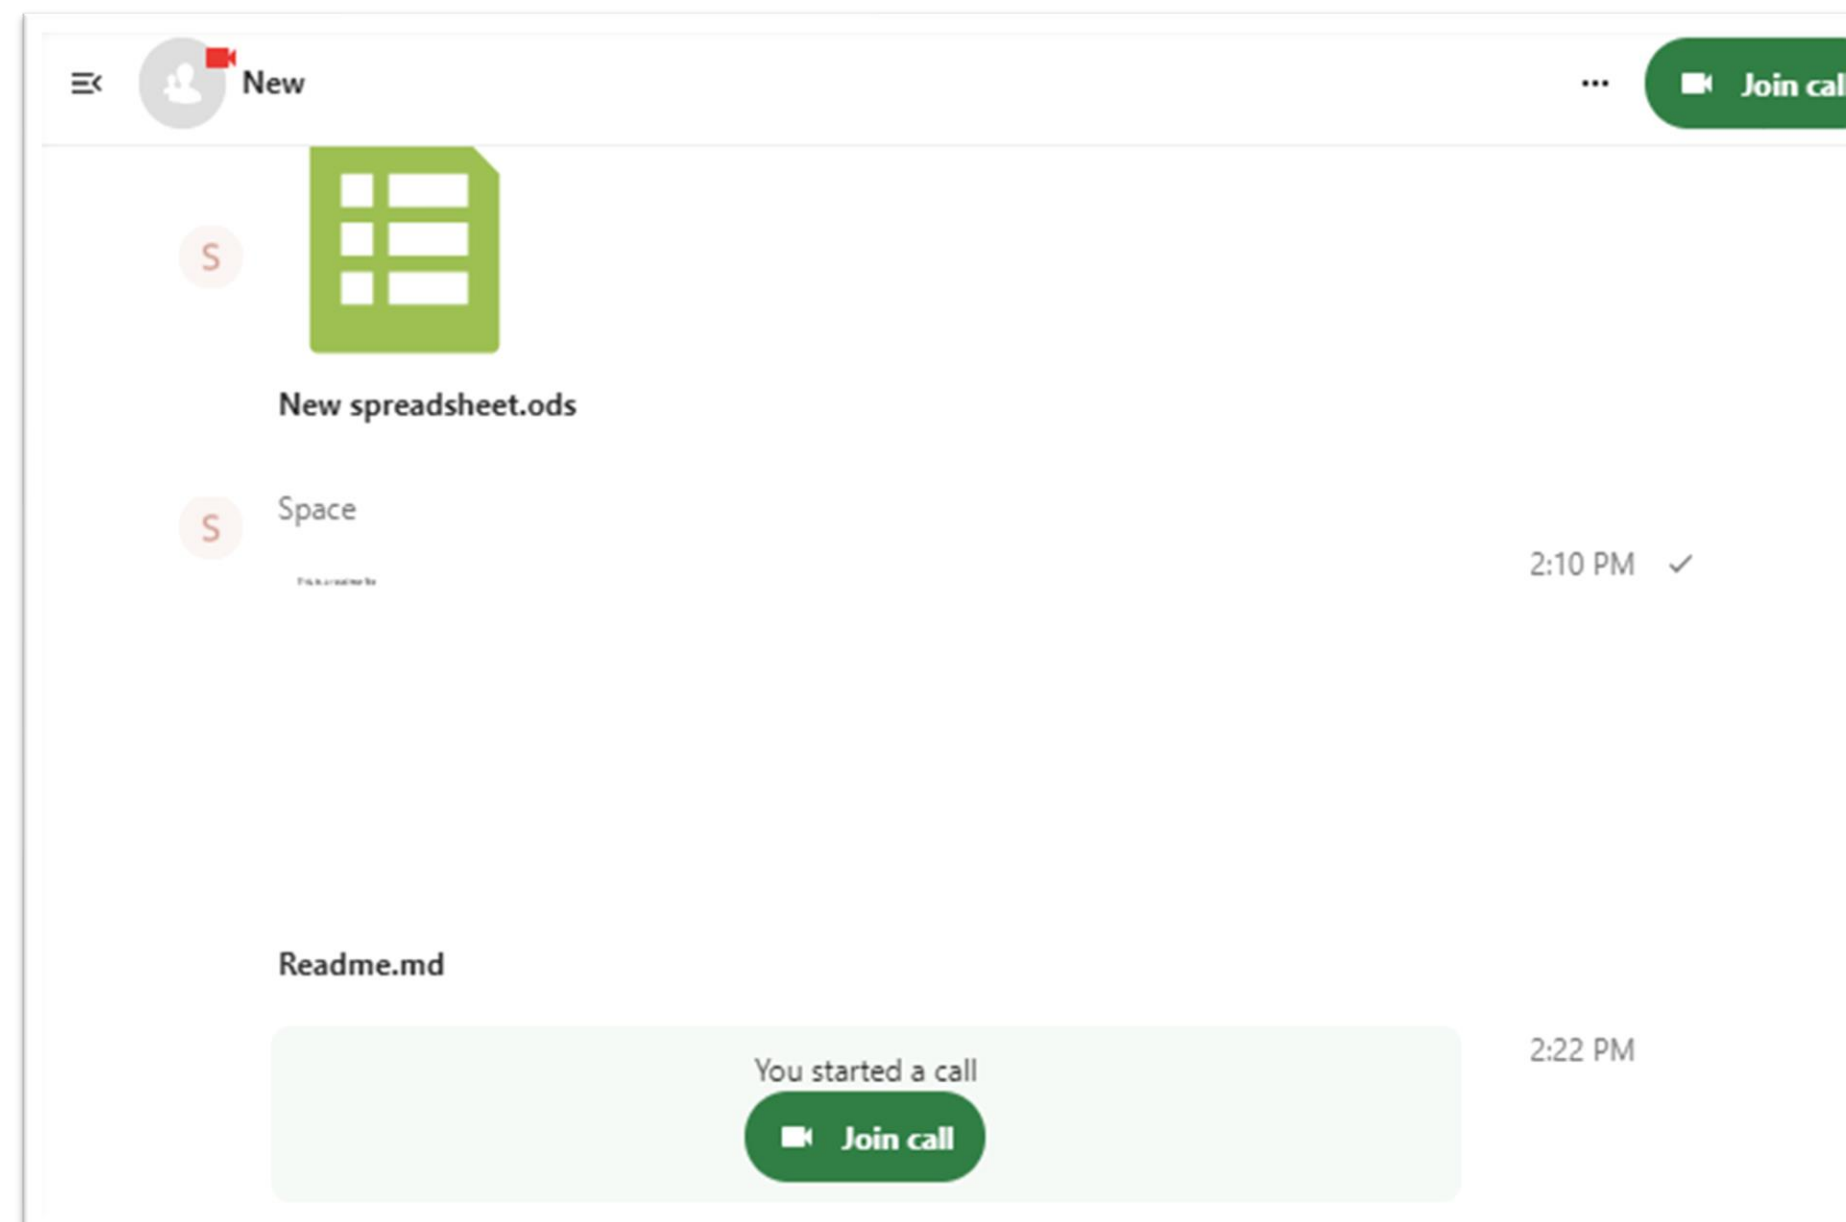 New
... Join cal
S
New spreadsheet.ods
S Space
2:10 PM
Readme.md
You started a call
2:22 PM
Join call